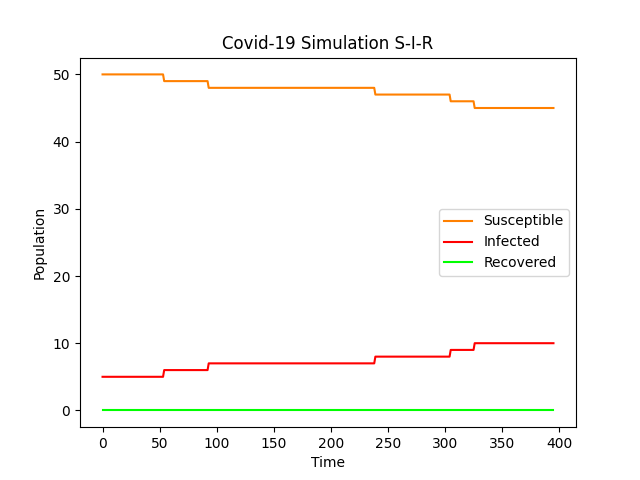 Covid-19 Simulation S-I-R
50
40
30
20
10
0
Population
Susceptible
Infected
Recovered
0 50 100 150 200 250 300 350 400
Time